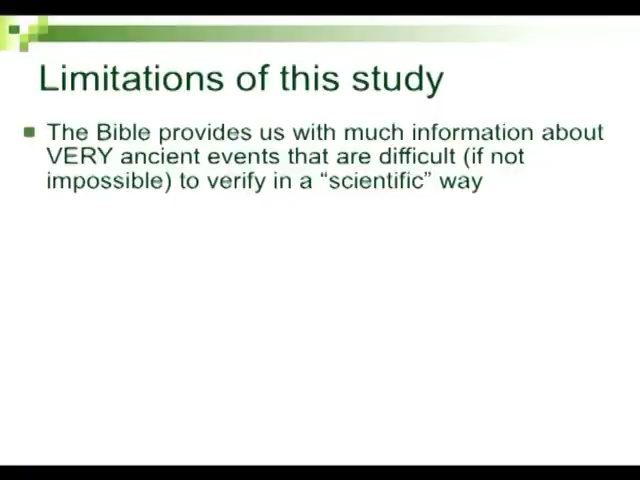 Limitations of this study
The Bible provides us with much information about
VERY ancient events that are difficult (if not
impossible) to verify in a “scientific” way